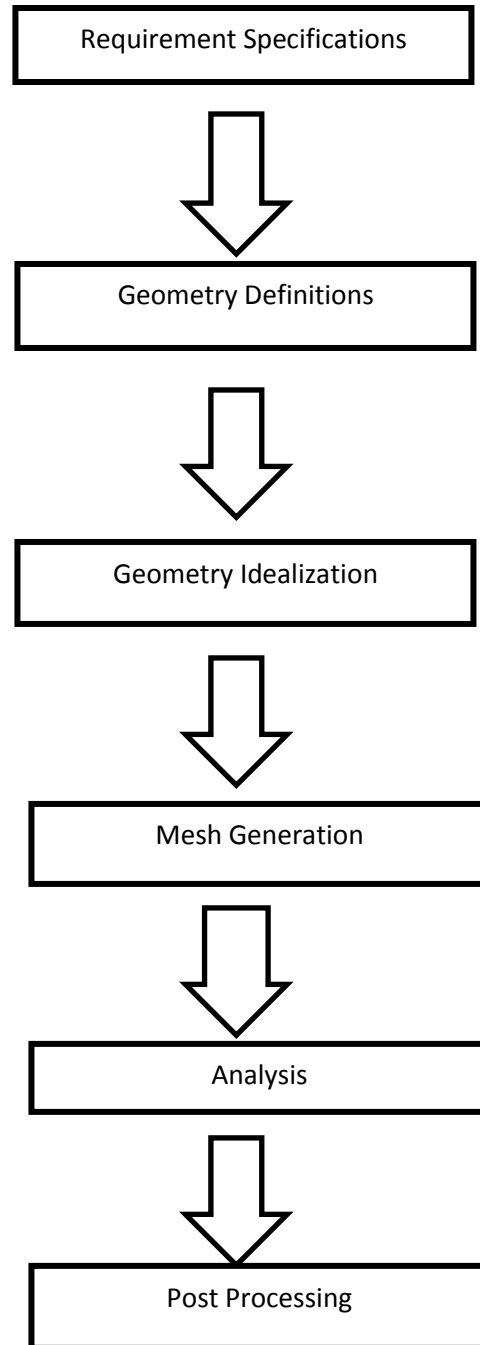 Requirement Specifications
Geometry Definitions
Geometry Idealization
Mesh Generation
Analysis
Post Processing